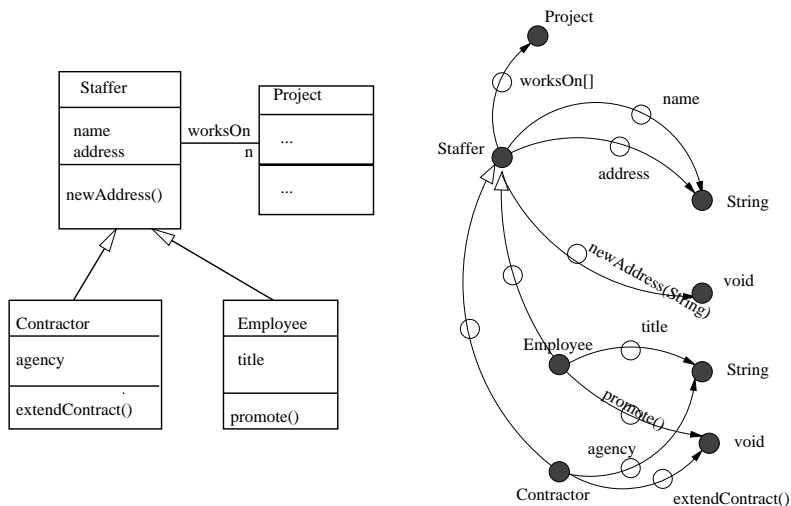 Staffer
name
address
newAddress()
worksOn
n
Project
...
...
Contractor
agency
extendContract()
Employee
title
promote()
Project
worksOn[]
name
Staffer
address
String
newAddress(String)
void
title
Employee
String
promote()
void
agency
Contractor
extendContract()